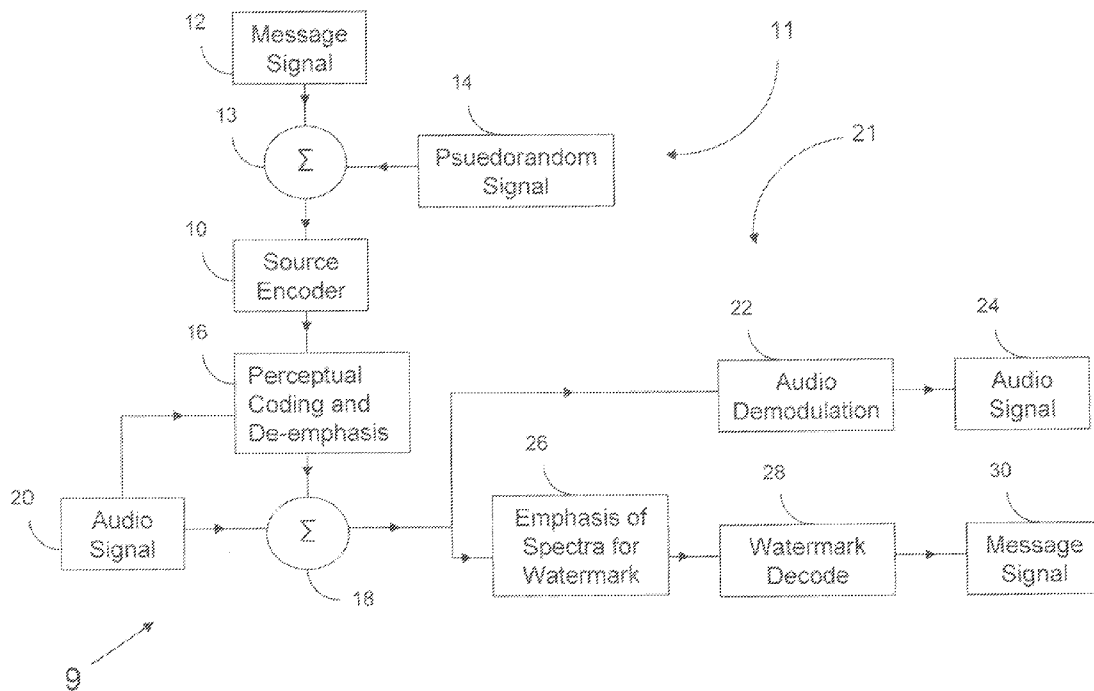 12
Message
Signal
11
14
13
Σ
Psuedorandom
Signal
21
10
Source
Encoder
16
Perceptual
Coding and
De-emphasis
22
Audio
Demodulation
24
Audio
Signal
20
Audio
Signal
Σ
18
26
Emphasis of
Spectra for
Watermark
28
Watermark
Decode
30
Message
Signal
9